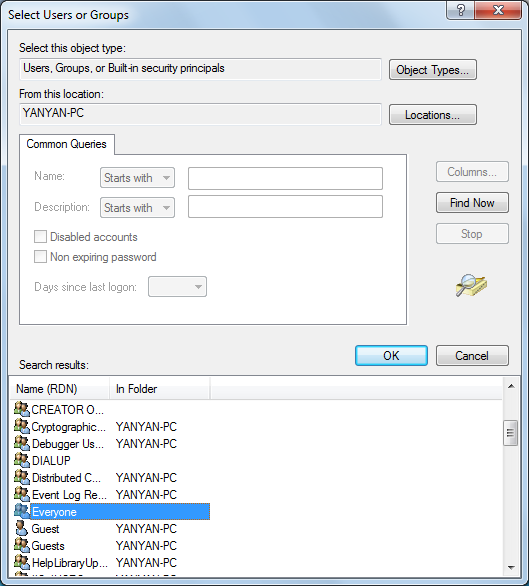 Select Users or Groups
Select this object type:
Users, Groups, or Built-in security principals
Object Types...
From this location:
YANYAN-PC
Locations...
Common Queries
Name:
Starts with
Description:
Starts with
Disabled accounts
Non expiring password
Days since last logon:
Columns...
Find Now
Stop
OK
Cancel
Search results:
Name (RDN) In Folder
CREATOR O...
Cryptographic... YANYAN-PC
Debugger Us... YANYAN-PC
DIALUP
Distributed C... YANYAN-PC
Event Log Re... YANYAN-PC
Everyone
Guest YANYAN-PC
Guests YANYAN-PC
HelpLibraryUp... YANYAN-PC